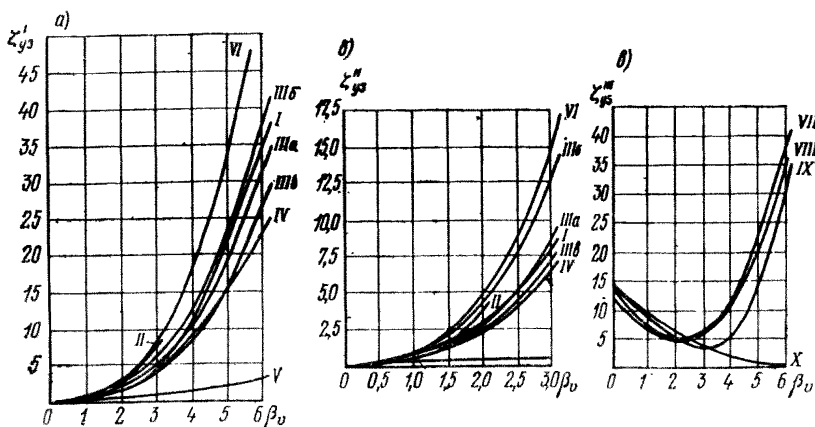 а)
ζ'уз
45
40
35
30
25
20
15
10
5
0 1 2 3 4 5 6 βυ
VI
IIIб
I
IIIа
IIIв
IV
II
V
б)
ζ''уз
17,5
15,0
12,5
10,0
7,5
5,0
2,5
0 0,5 1,0 1,5 2,0 2,5 3,0 βυ
VI
IIIб
IIIа
I
IIIв
IV
II
в)
ζ'''уз
40
35
30
25
20
15
10
5
0 1 2 3 4 5 6 βυ
VII
VIII
IX
X